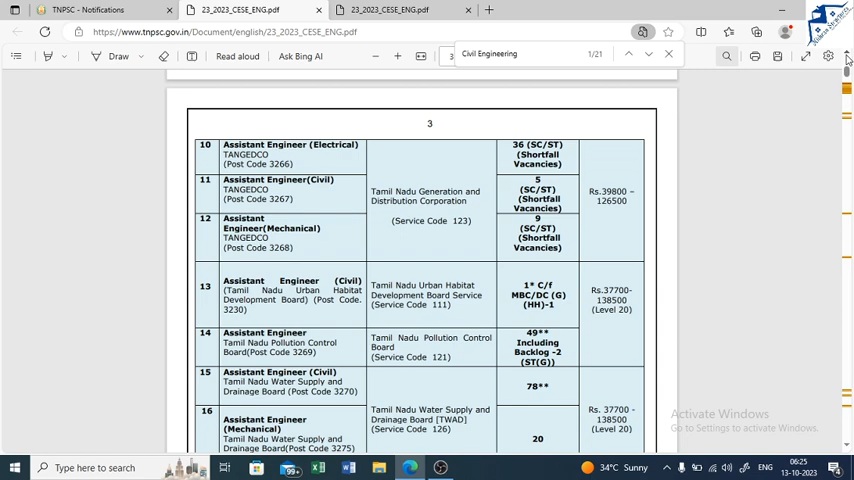 TNPSC - Notifications
23_2023_CESE_ENG.pdf
23_2023_CESE_ENG.pdf
https://www.tnpsc.gov.in/Document/english/23_2023_CESE_ENG.pdf
Draw
Read aloud
Ask Bing AI
3
Civil Engineering
1/21
3
10
Assistant Engineer (Electrical)
TANGEDCO
(Post Code 3266)
36 (SC/ST)
(Shortfall
Vacancies)
11
Assistant Engineer(Civil)
TANGEDCO
(Post Code 3267)
5
(SC/ST)
(Shortfall
Vacancies)
12
Assistant
Engineer(Mechanical)
TANGEDCO
(Post Code 3268)
9
(SC/ST)
(Shortfall
Vacancies)
Tamil Nadu Generation and
Distribution Corporation
(Service Code 123)
Rs.39800 –
126500
13
Assistant Engineer (Civil)
(Tamil Nadu Urban Habitat
Development Board) (Post Code.
3230)
Tamil Nadu Urban Habitat
Development Board Service
(Service Code 111)
1* C/f
MBC/DC (G)
(HH)-1
Rs.37700-
138500
(Level 20)
14
Assistant Engineer
Tamil Nadu Pollution Control
Board(Post Code 3269)
Tamil Nadu Pollution Control
Board
(Service Code 121)
49**
Including
Backlog -2
(ST(G))
15
Assistant Engineer (Civil)
Tamil Nadu Water Supply and
Drainage Board (Post Code 3270)
78**
16
Assistant Engineer
(Mechanical)
Tamil Nadu Water Supply and
Drainage Board(Post Code 3275)
Tamil Nadu Water Supply and
Drainage Board [TWAD]
(Service Code 126)
20
Rs. 37700 -
138500
(Level 20)
Activate Windows
Go to Settings to activate Windows.
Type here to search
99+
34°C Sunny
ENG
06:25
13-10-2023
4